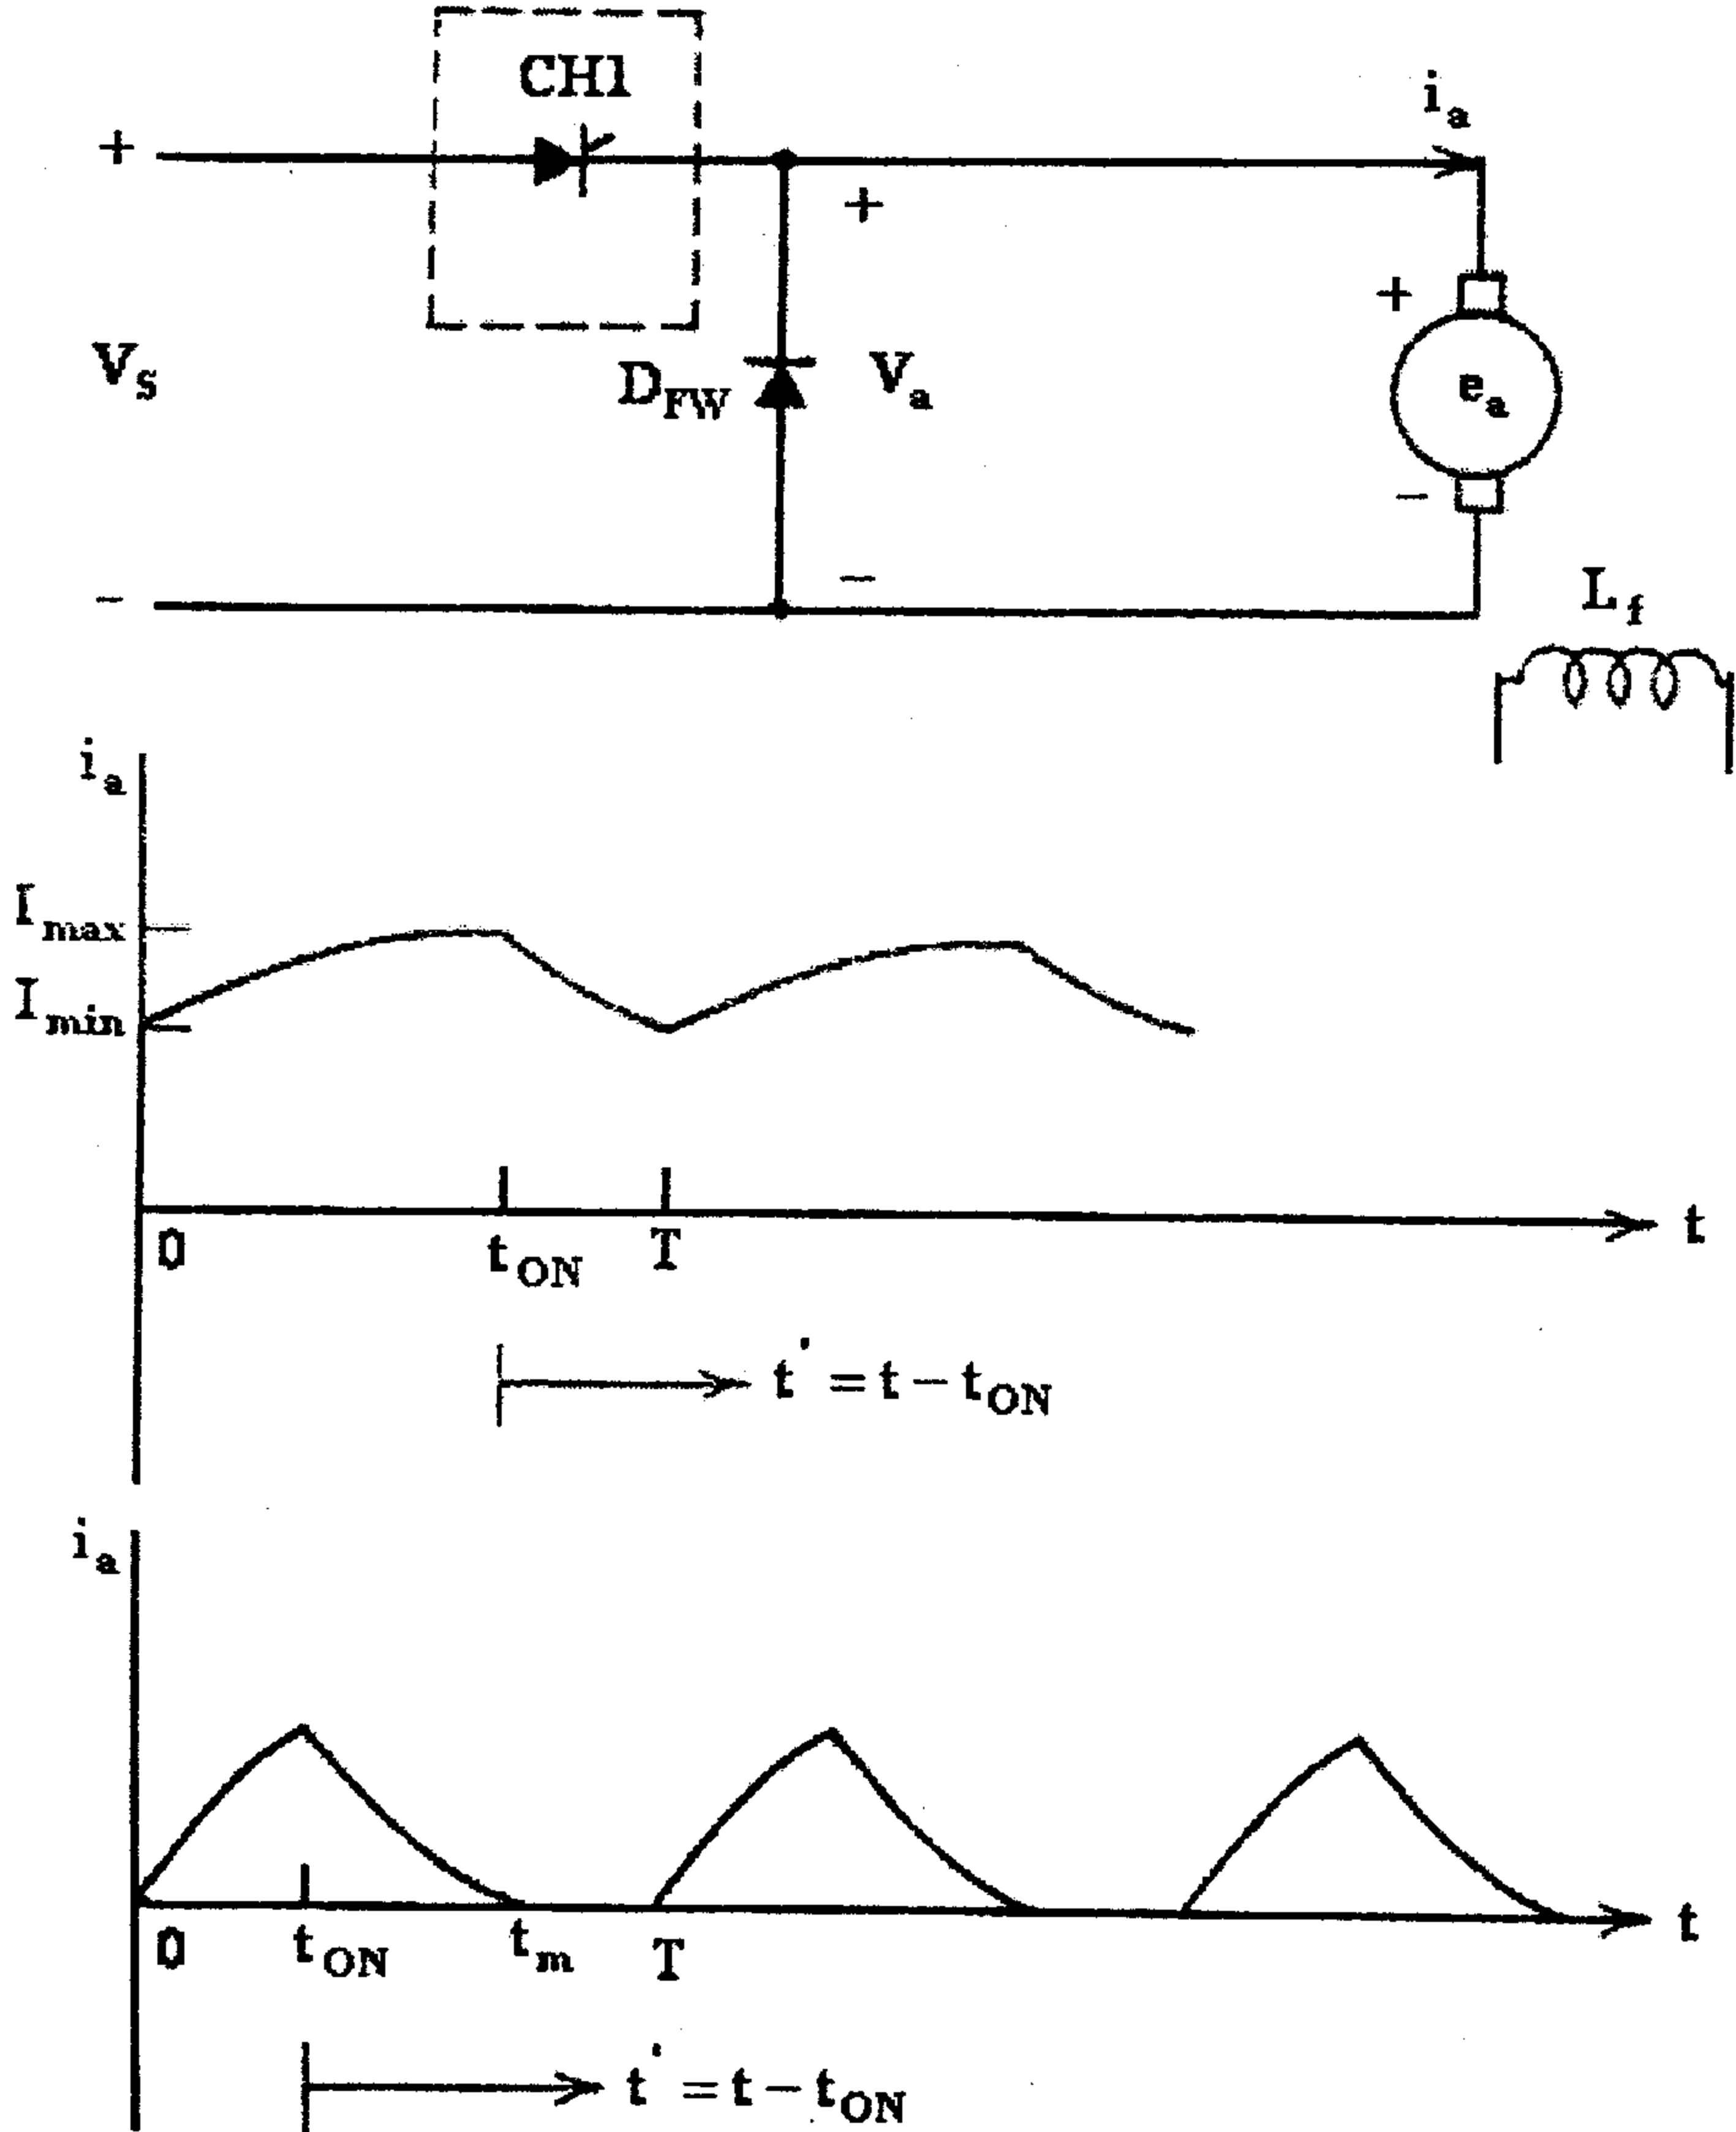 CH1
i_a
+
+
V_S
D_FW
V_a
+
e_a
-
-
-
L_f
i_a
I_max
I_min
0
t_ON
T
t
t' = t - t_ON
i_a
0
t_ON
t_m
T
t
t' = t - t_ON